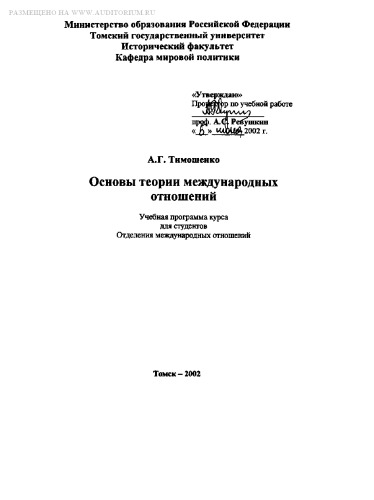 РАЗМЕЩЕНО НА WWW.AUDITORIUM.RU
Министерство образования Российской Федерации
Томский государственный университет
Исторический факультет
Кафедра мировой политики
«Утверждаю»
Проректор по учебной работе
проф. А.С. Ревушкин
«5» июня 2002 г.
А.Г. Тимошенко
Основы теории международных
отношений
Учебная программа курса
для студентов
Отделения международных отношений
Томск – 2002